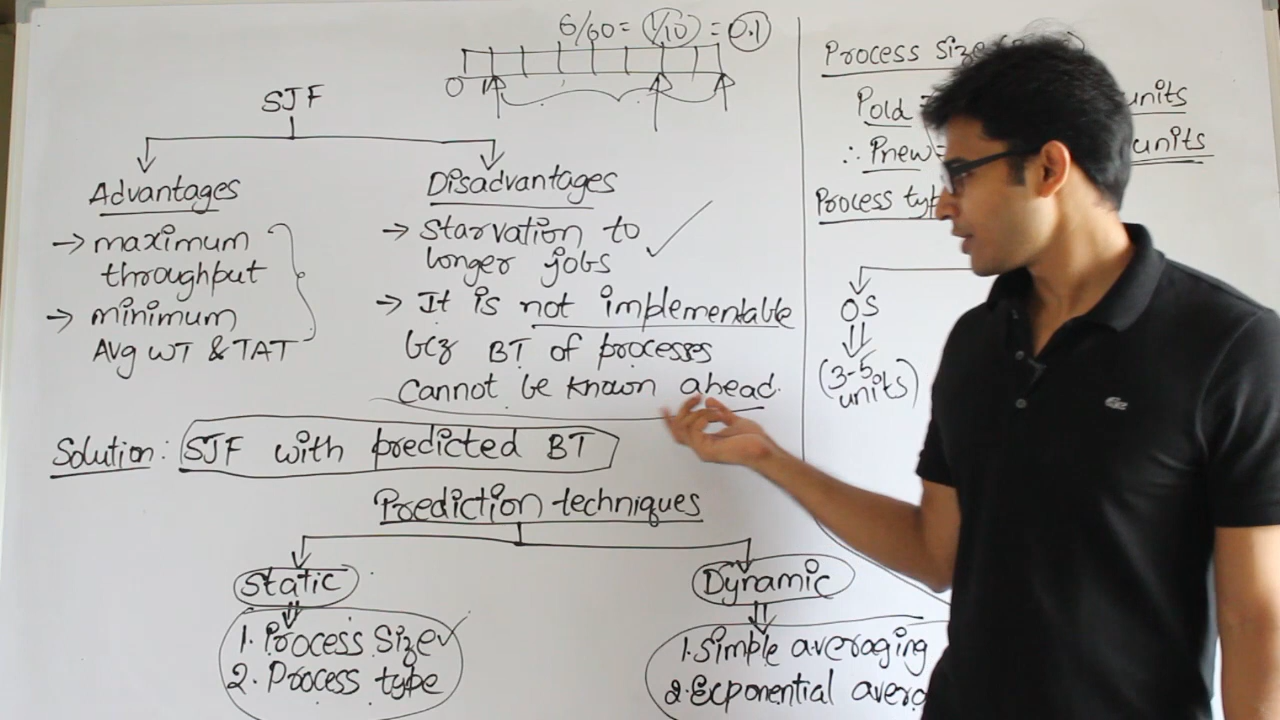 6/60 = 1/10 = 0.1
0
SJF
Advantages
→ maximum
throughput
→ minimum
Avg WT & TAT
Disadvantages
→ Starvation to
longer jobs
→ It is not implementable
bcz BT of processes
cannot be known ahead.
Solution: SJF with predicted BT
Prediction techniques
Static
1. Process Size
2. Process type
Dynamic
1. Simple averaging
2. Exponential avera
Process Size
Pold = units
∴ Pnew = units
Process typ
OS
(3-5
units)